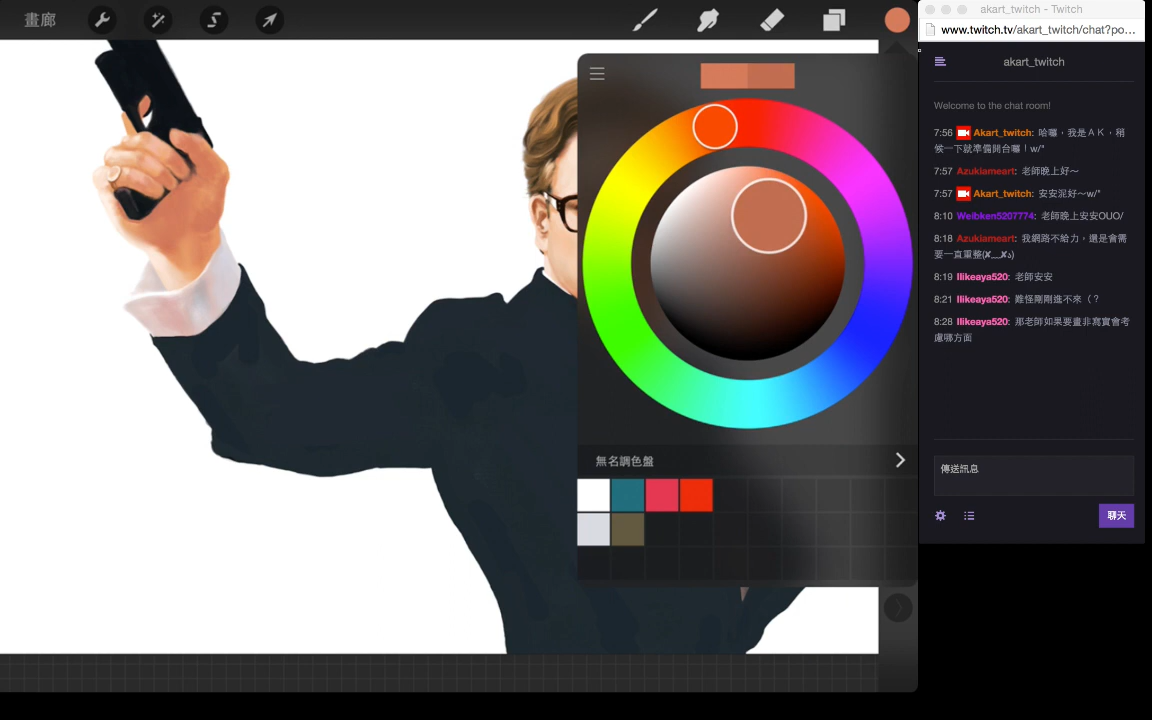 畫廊
無名調色盤
akart_twitch - Twitch
www.twitch.tv/akart_twitch/chat?po...
akart_twitch
Welcome to the chat room!
7:56 Akart_twitch: 哈囉，我是ＡＫ，稍
候一下就準備開台囉！w/"
7:57 Azukiameart: 老師晚上好～
7:57 Akart_twitch: 安安泥好～w/"
8:10 Weibken5207774: 老師晚上安安OUO/
8:18 Azukiameart: 我網路不給力，還是會需
要一直重整(✘﹏✘ა)
8:19 Ilikeaya520: 老師安安
8:21 Ilikeaya520: 難怪剛剛進不來（？
8:28 Ilikeaya520: 那老師如果要畫非寫實會考
慮哪方面
傳送訊息
聊天